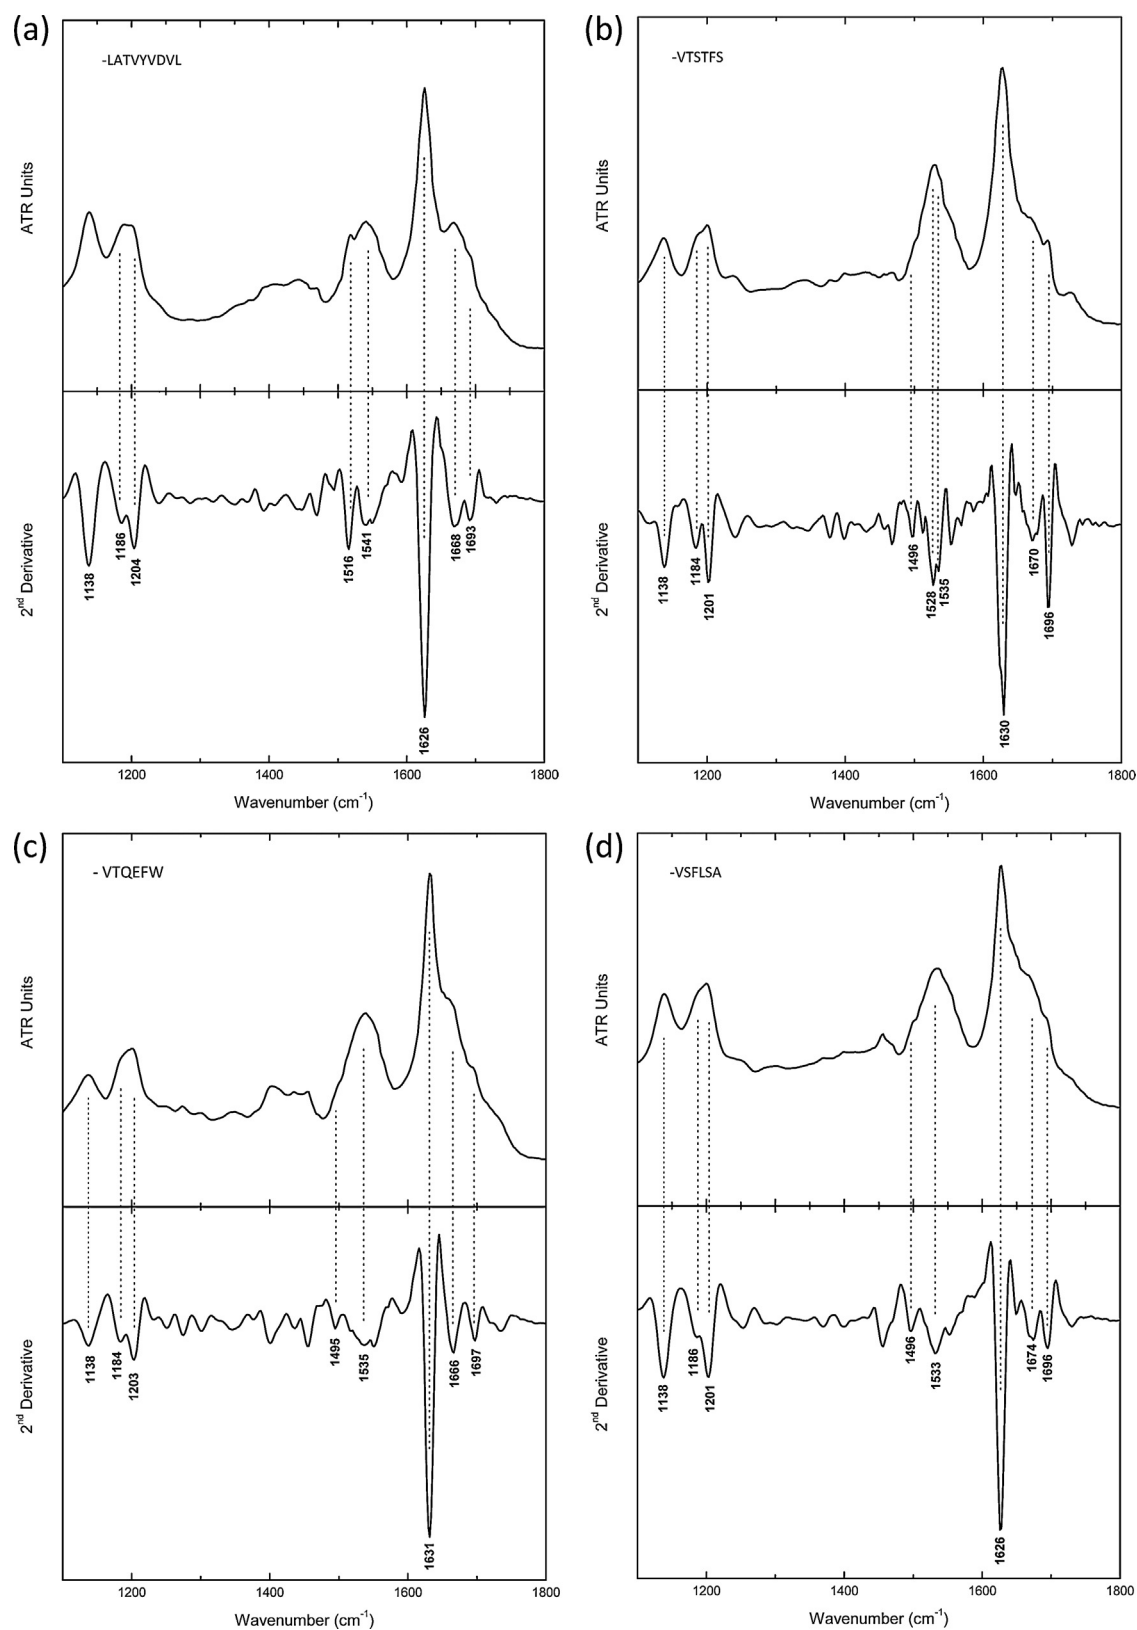 (a)
-LATVYVDVL
ATR Units
2nd Derivative
1138
1186
1204
1516
1541
1626
1668
1693
1200
1400
1600
1800
Wavenumber (cm-1)
(b)
-VTSTFS
ATR Units
2nd Derivative
1138
1184
1201
1496
1528
1535
1630
1670
1696
1200
1400
1600
1800
Wavenumber (cm-1)
(c)
- VTQEFW
ATR Units
2nd Derivative
1138
1184
1203
1495
1535
1631
1666
1697
1200
1400
1600
1800
Wavenumber (cm-1)
(d)
-VSFLSA
ATR Units
2nd Derivative
1138
1186
1201
1496
1533
1626
1674
1696
1200
1400
1600
1800
Wavenumber (cm-1)